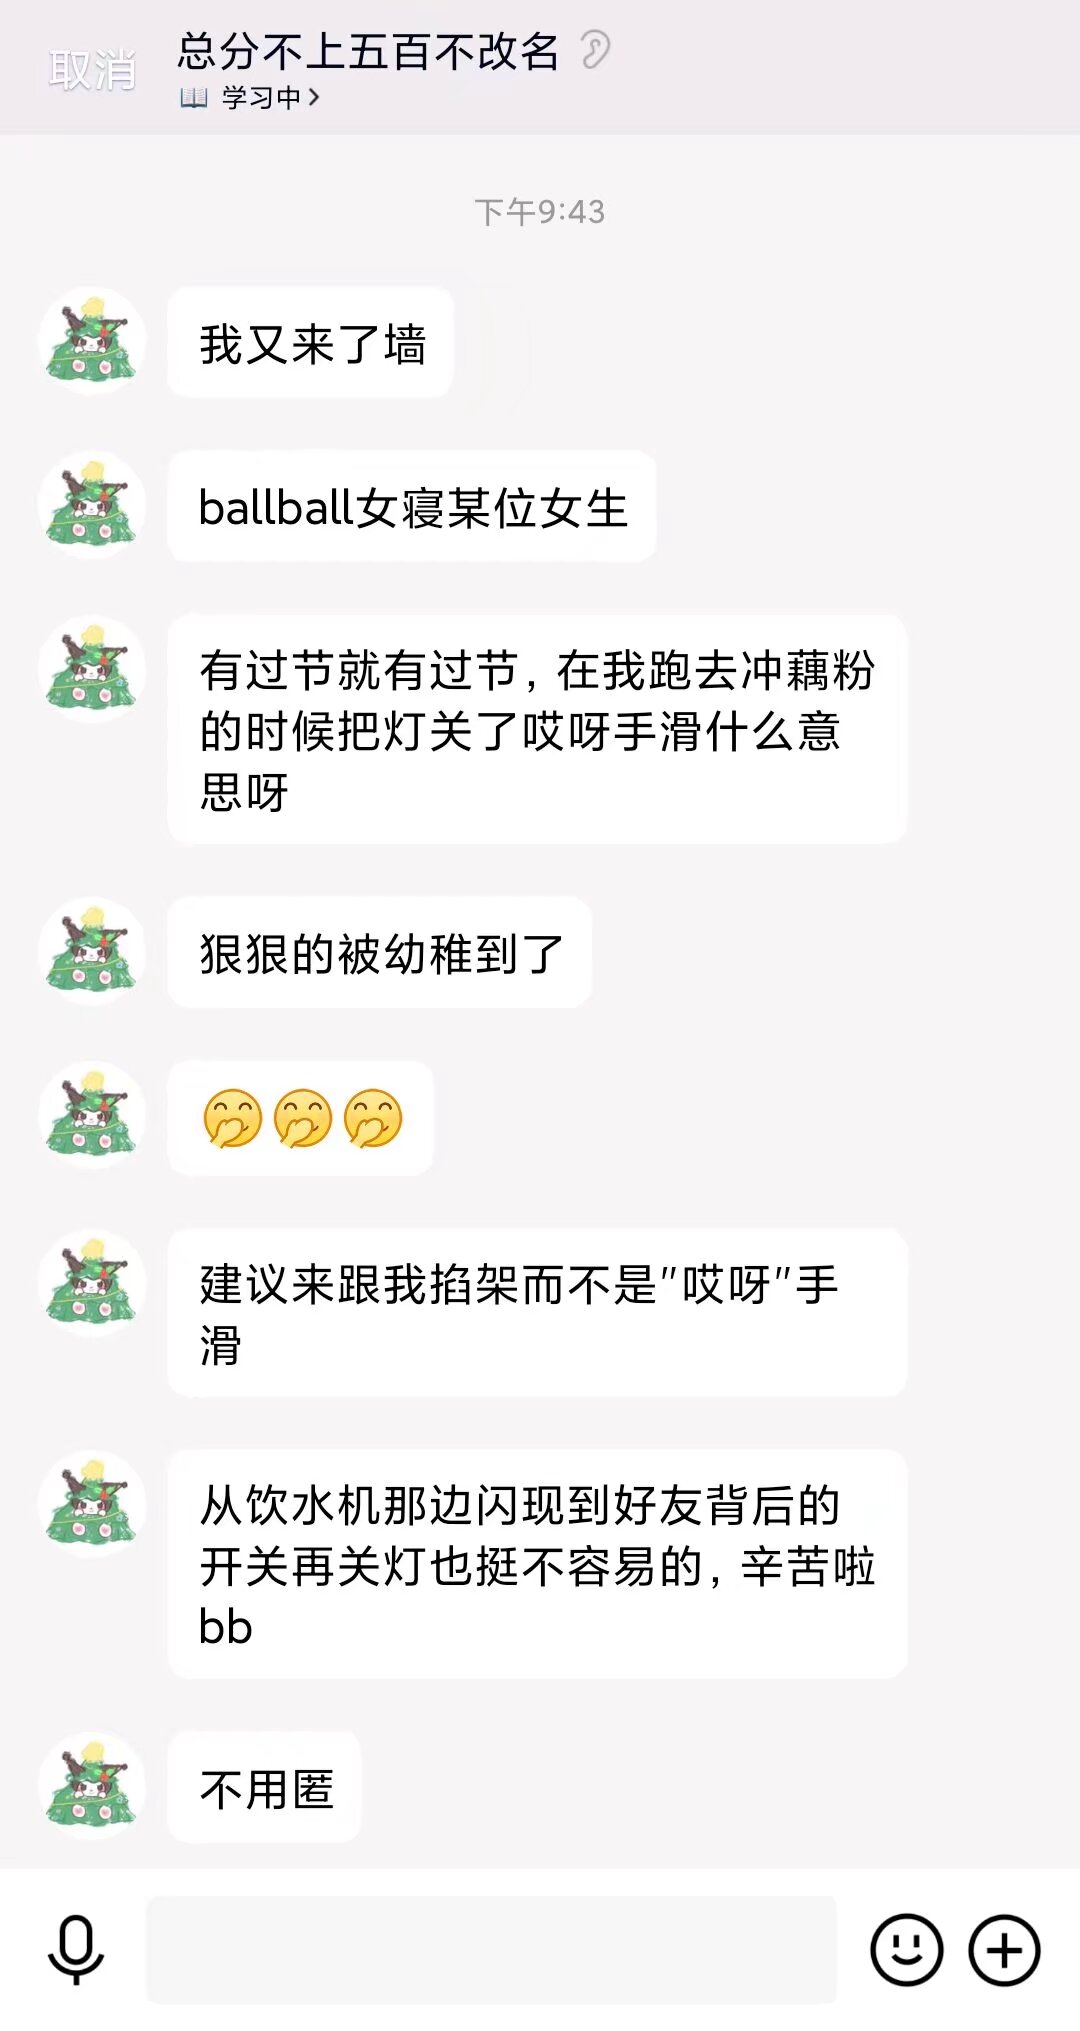 取消
总分不上五百不改名
学习中
下午9:43
我又来了墙
ballball女寝某位女生
有过节就有过节, 在我跑去冲藕粉
的时候把灯关了哎呀手滑什么意
思呀
狠狠的被幼稚到了
🤭🤭🤭
建议来跟我掐架而不是"哎呀"手
滑
从饮水机那边闪现到好友背后的
开关再关灯也挺不容易的, 辛苦啦
bb
不用匿